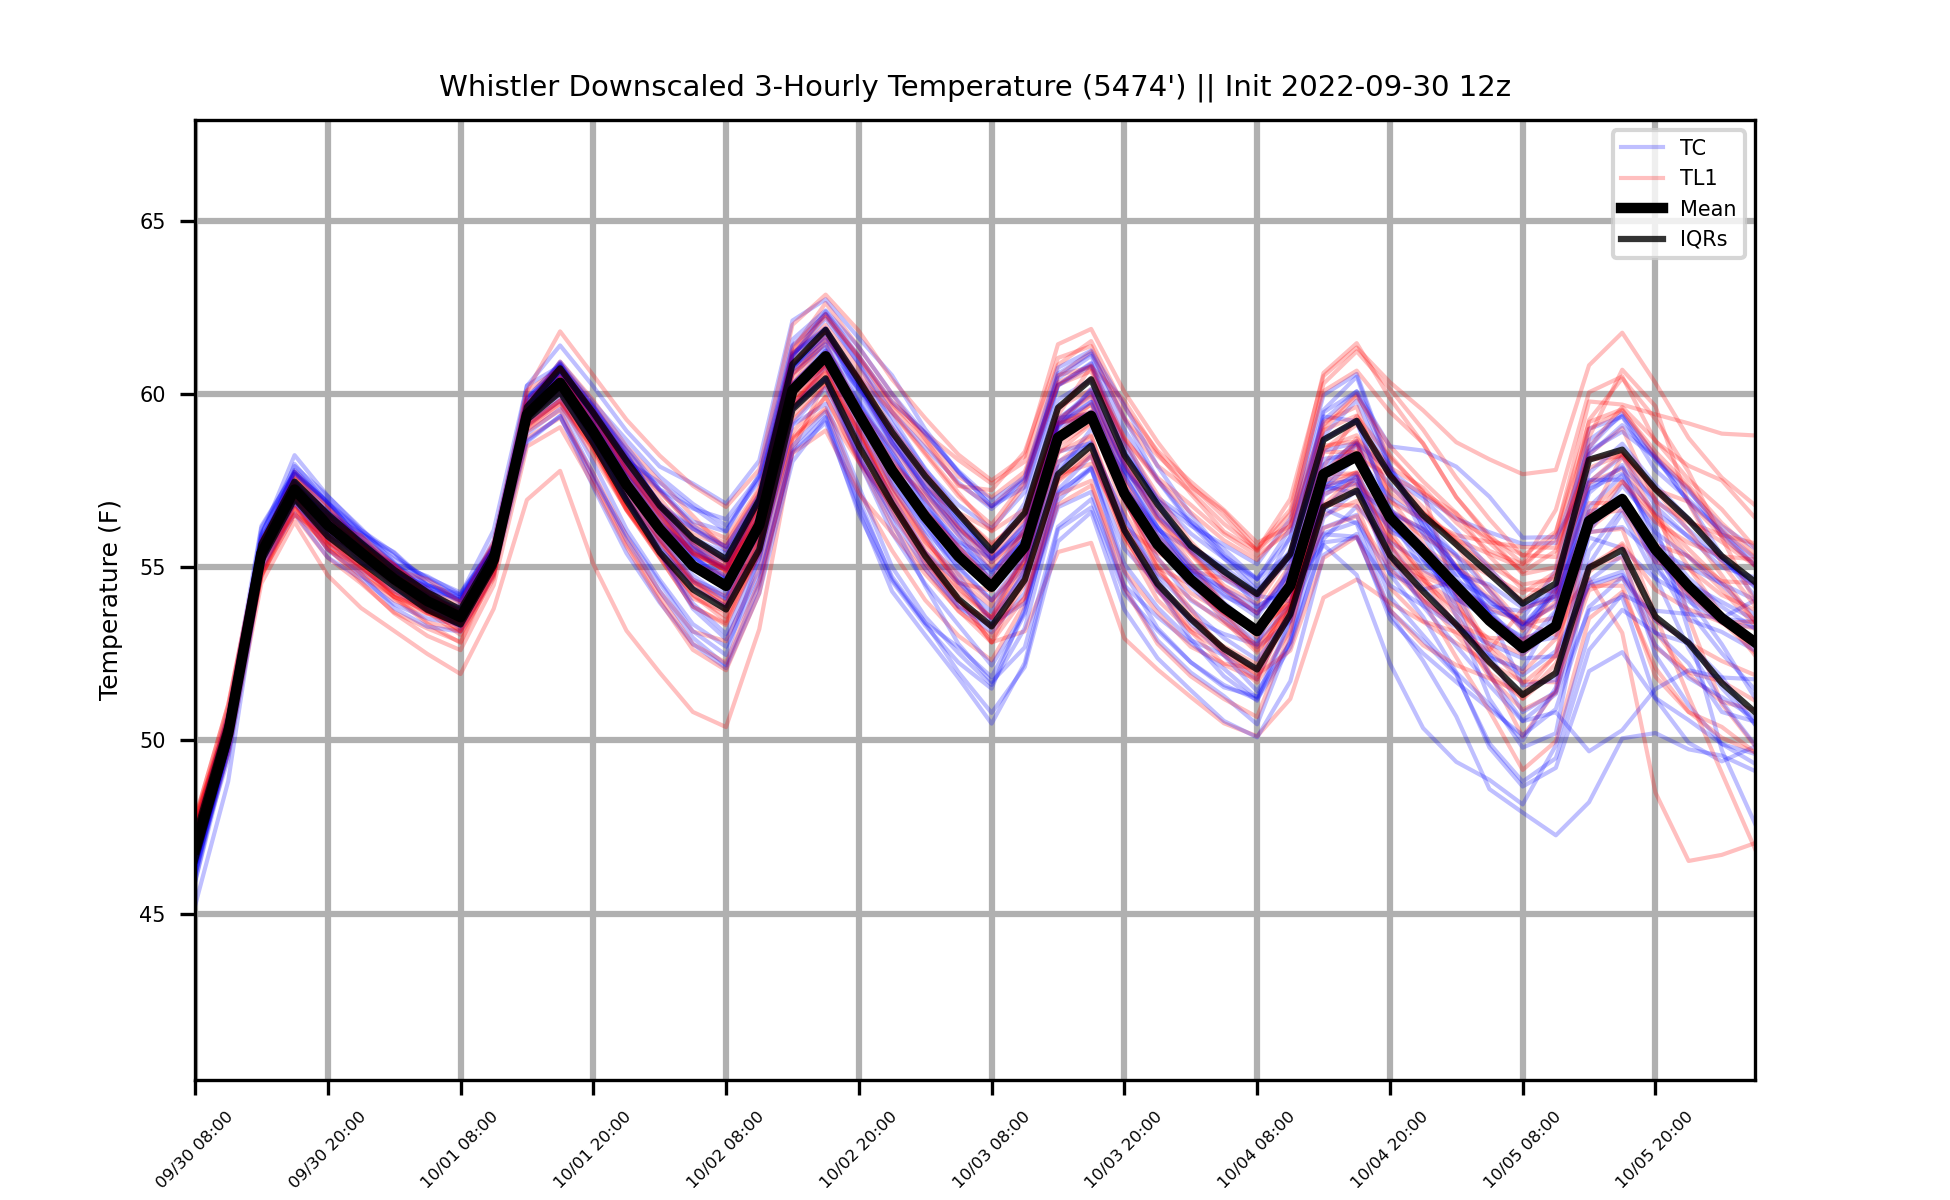 Whistler Downscaled 3-Hourly Temperature (5474') || Init 2022-09-30 12z
TC
TL1
Mean
IQRs
Temperature (F)
65
60
55
50
45
09/30 08:00
09/30 20:00
10/01 08:00
10/01 20:00
10/02 08:00
10/02 20:00
10/03 08:00
10/03 20:00
10/04 08:00
10/04 20:00
10/05 08:00
10/05 20:00